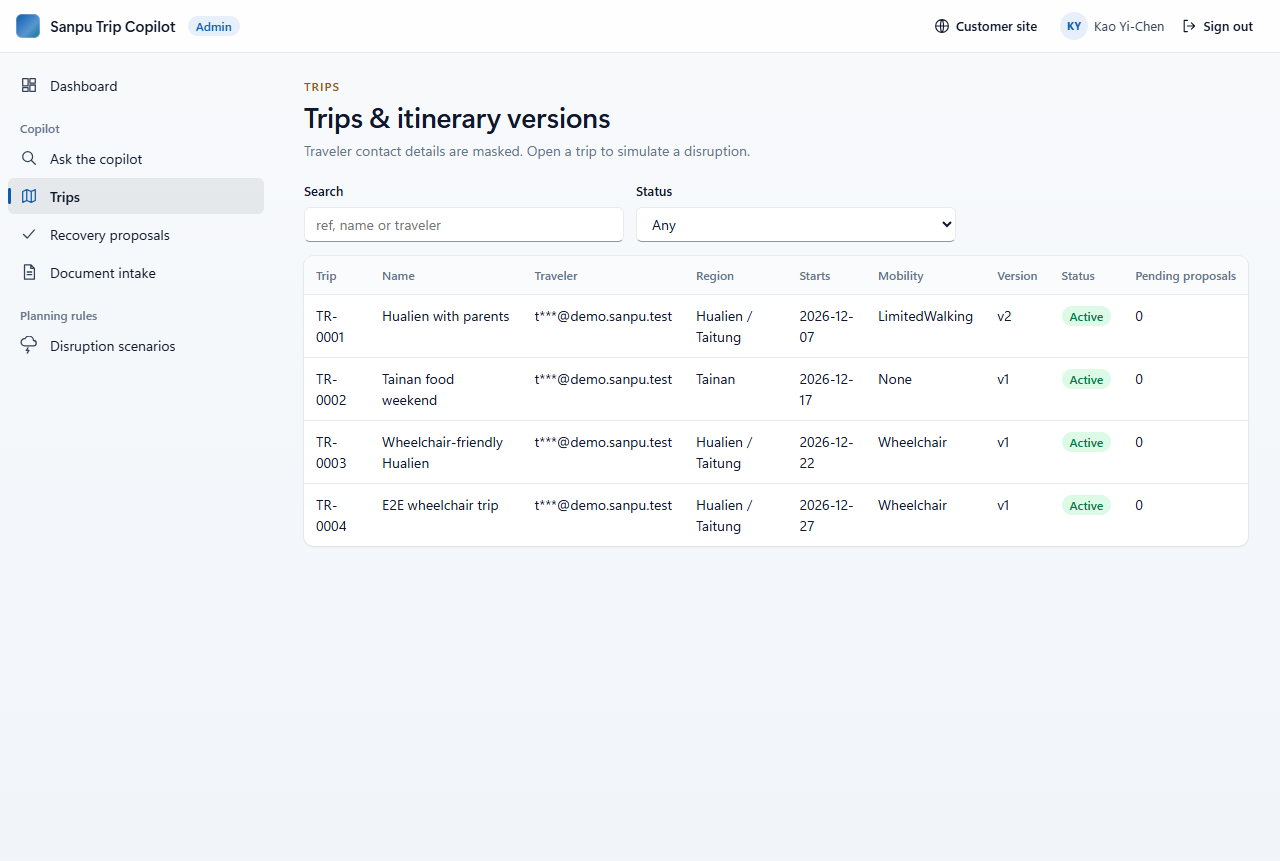 Sanpu Trip Copilot Admin Customer site KY Kao Yi-Chen Sign out
Dashboard
Copilot
Ask the copilot
Trips
Recovery proposals
Document intake
Planning rules
Disruption scenarios
TRIPS
Trips & itinerary versions
Traveler contact details are masked. Open a trip to simulate a disruption.
Search Status
ref, name or traveler Any
Trip Name Traveler Region Starts Mobility Version Status Pending proposals
TR- Hualien with parents t***@demo.sanpu.test Hualien / 2026-12- LimitedWalking v2 Active 0
0001 Taitung 07
TR- Tainan food t***@demo.sanpu.test Tainan 2026-12- None v1 Active 0
0002 weekend 17
TR- Wheelchair-friendly t***@demo.sanpu.test Hualien / 2026-12- Wheelchair v1 Active 0
0003 Hualien Taitung 22
TR- E2E wheelchair trip t***@demo.sanpu.test Hualien / 2026-12- Wheelchair v1 Active 0
0004 Taitung 27